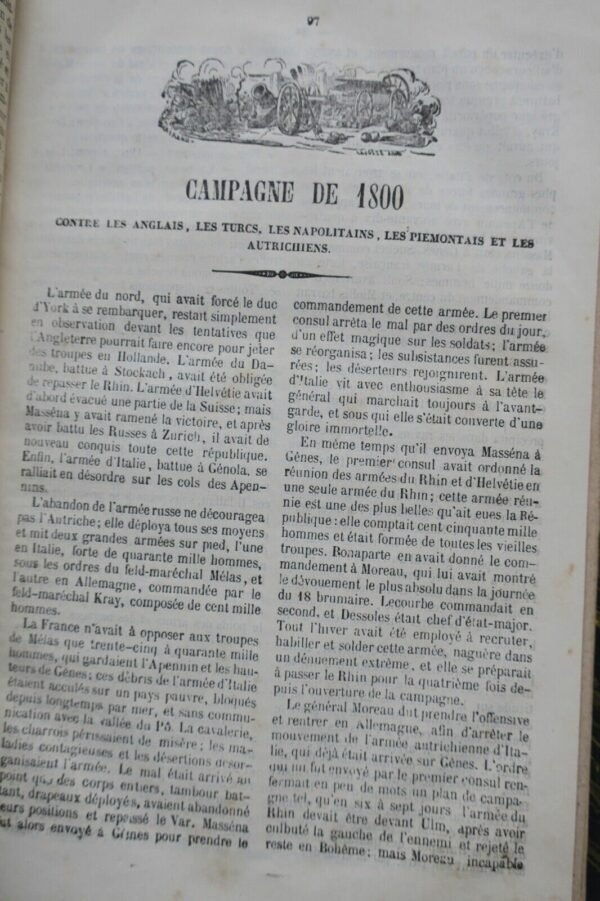 97
CAMPAGNE DE 1800
CONTRE LES ANGLAIS, LES TURCS, LES NAPOLITAINS, LES PIEMONTAIS ET LES
AUTRICHIENS.
L'armée du nord, qui avait forcé le duc
d'York à se rembarquer, restait simplement
en observation devant les tentatives que
l'Angleterre pourrait faire encore pour jeter
des troupes en Hollande. L'armée du Da-
nube, battue à Stockach, avait été obligée
de repasser le Rhin. L'armée d'Helvétie avait
d'abord évacué une partie de la Suisse; mais
Masséna y avait ramené la victoire, et après
avoir battu les Russes à Zurich, il avait de
nouveau conquis toute cette république.
Enfin, l'armée d'Italie, battue à Génola, se
ralliait en désordre sur les cols des Apen-
nins.
L'abandon de l'armée russe ne découragea
pas l'Autriche; elle déploya tous ses moyens
et mit deux grandes armées sur pied, l'une
en Italie, forte de quarante mille hommes,
sous les ordres du feld-maréchal Mélas, et
l'autre en Allemagne, commandée par le
feld-maréchal Kray, composée de cent mille
hommes.
La France n'avait à opposer aux troupes
de Mélas que trente-cinq à quarante mille
hommes, qui gardaient l'Apennin et les hau-
teurs de Gênes; ces débris de l'armée d'Italie
étaient acculés sur un pays pauvre, bloqués
depuis longtemps par mer, et sans commu-
nication avec la vallée du Pô. La cavalerie,
les charrois périssaient de misère; les ma-
ladies contagieuses et les désertions désor-
ganisaient l'armée. Le mal était arrivé au
point que des corps entiers, tambour bat-
tant, drapeaux déployés, avaient abandonné
leurs positions et repassé le Var. Masséna
fut alors envoyé à Gênes pour prendre le
commandement de cette armée. Le premier
consul arrêta le mal par des ordres du jour
d'un effet magique sur les soldats; l'armée
se réorganisa; les subsistances furent assu-
rées; les déserteurs rejoignirent. L'armée
d'Italie vit avec enthousiasme à sa tête le
général qui marchait toujours à l'avant-
garde, et sous qui elle s'était converte d'une
gloire immortelle.
En même temps qu'il envoya Masséna à
Gênes, le premier consul avait ordonné la
réunion des armées du Rhin et d'Helvétie en
une seule armée du Rhin; cette armée réu-
nie est une des plus belles qu'ait eues la Ré-
publique: elle comptait cent cinquante mille
hommes et était formée de toutes les vieilles
troupes. Bonaparte en avait donné le com-
mandement à Moreau, qui lui avait montré
le dévouement le plus absolu dans la journée
du 18 brumaire. Lecourbe commandait en
second, et Dessoles était chef d'état-major.
Tout l'hiver avait été employé à recruter,
habiller et solder cette armée, naguère dans
un dénuement extrême, et elle se préparait
à passer le Rhin pour la quatrième fois de-
puis l'ouverture de la campagne.
Le général Moreau dut prendre l'offensive
et rentrer en Allemagne, afin d'arrêter le
mouvement de l'armée autrichienne d'Ita-
lie, qui déjà était arrivée sur Gênes. L'ordre
qui lui fut envoyé par le premier consul ren-
fermait en peu de mots un plan de campa-
gne tel, qu'en six à sept jours l'armée du
Rhin devait être devant Ulm, après avoir
culbuté la gauche de l'ennemi et rejeté le
reste en Bohème; mais Moreau incapable